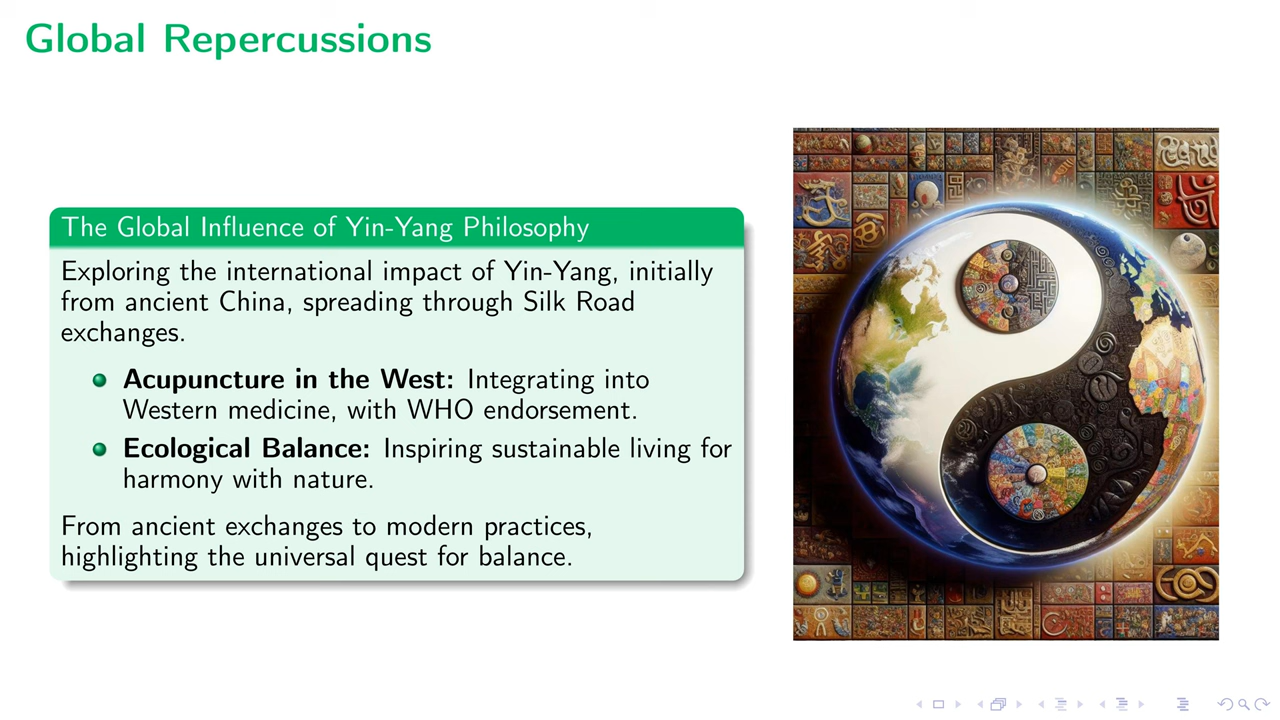 Global Repercussions
The Global Influence of Yin-Yang Philosophy
Exploring the international impact of Yin-Yang, initially
from ancient China, spreading through Silk Road
exchanges.
Acupuncture in the West: Integrating into
Western medicine, with WHO endorsement.
Ecological Balance: Inspiring sustainable living for
harmony with nature.
From ancient exchanges to modern practices,
highlighting the universal quest for balance.